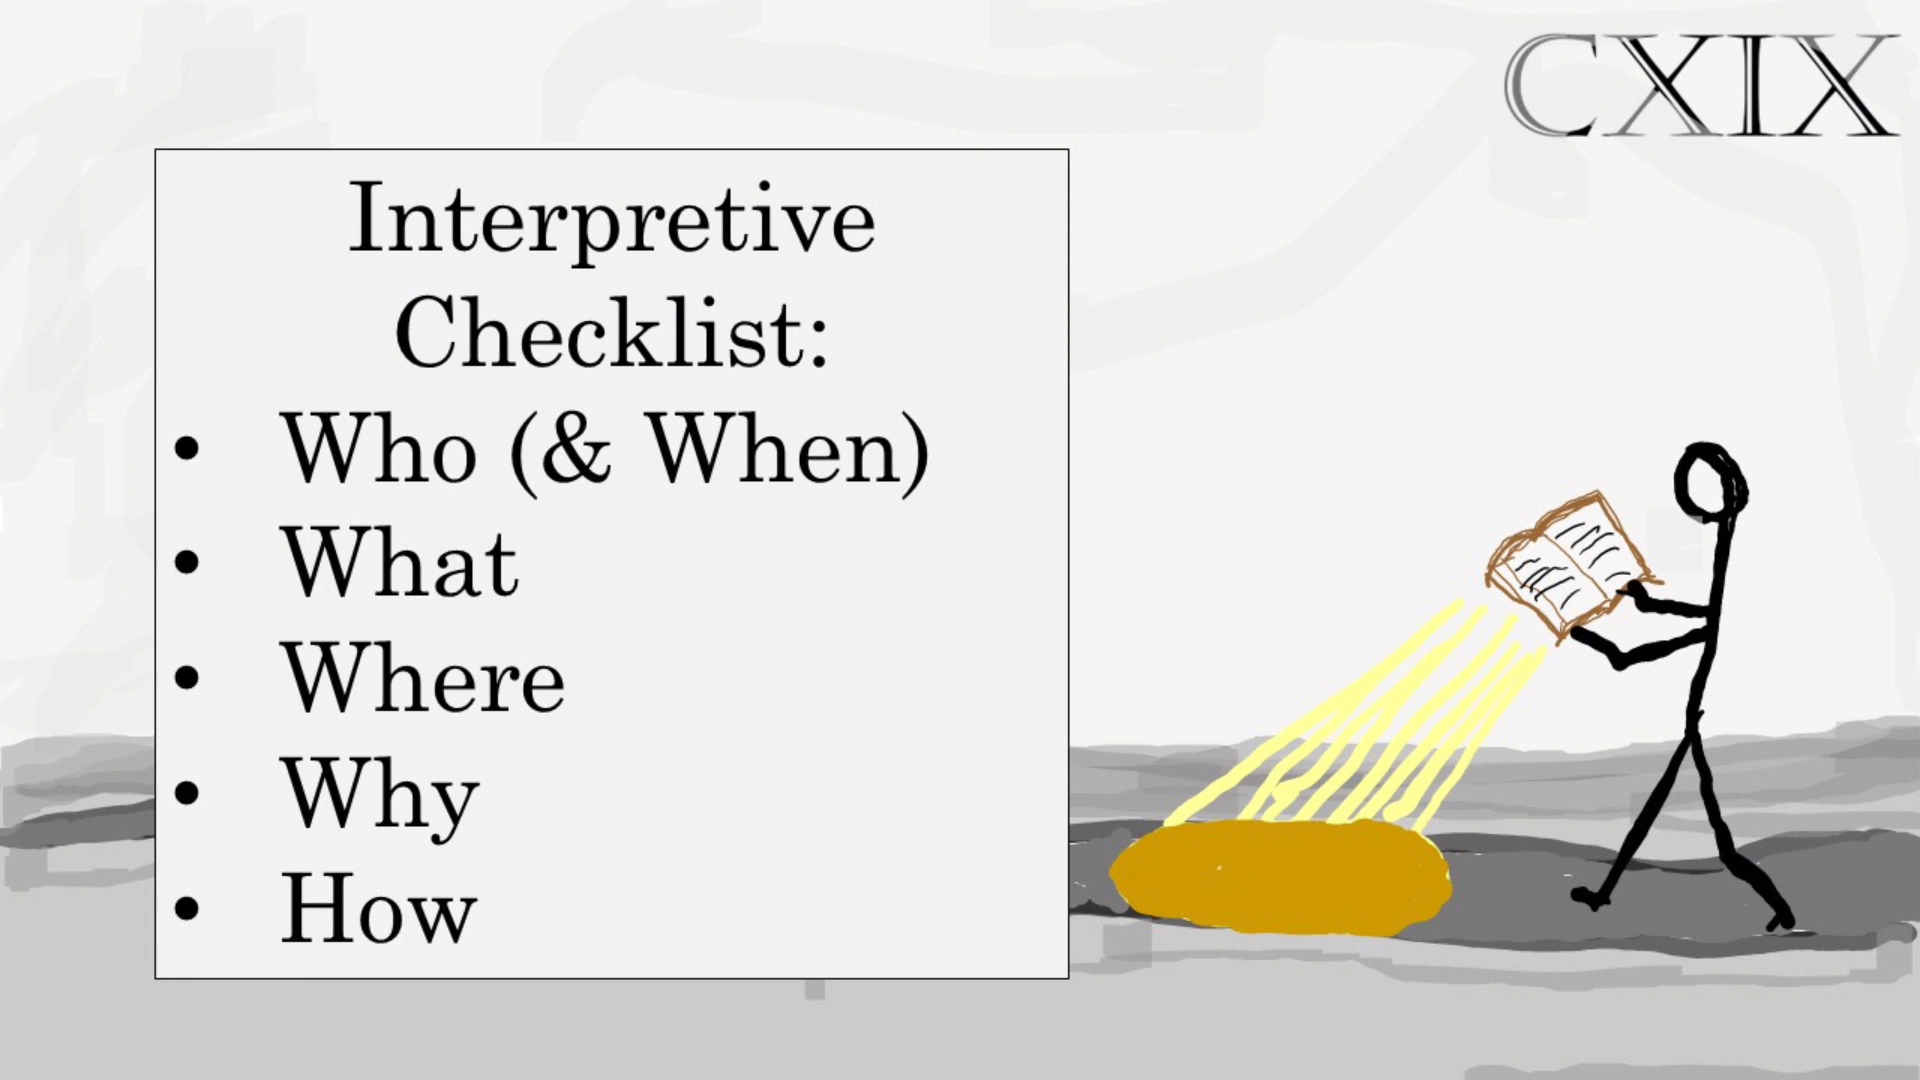 CXIX
Interpretive
Checklist:
• Who (& When)
• What
• Where
• Why
• How